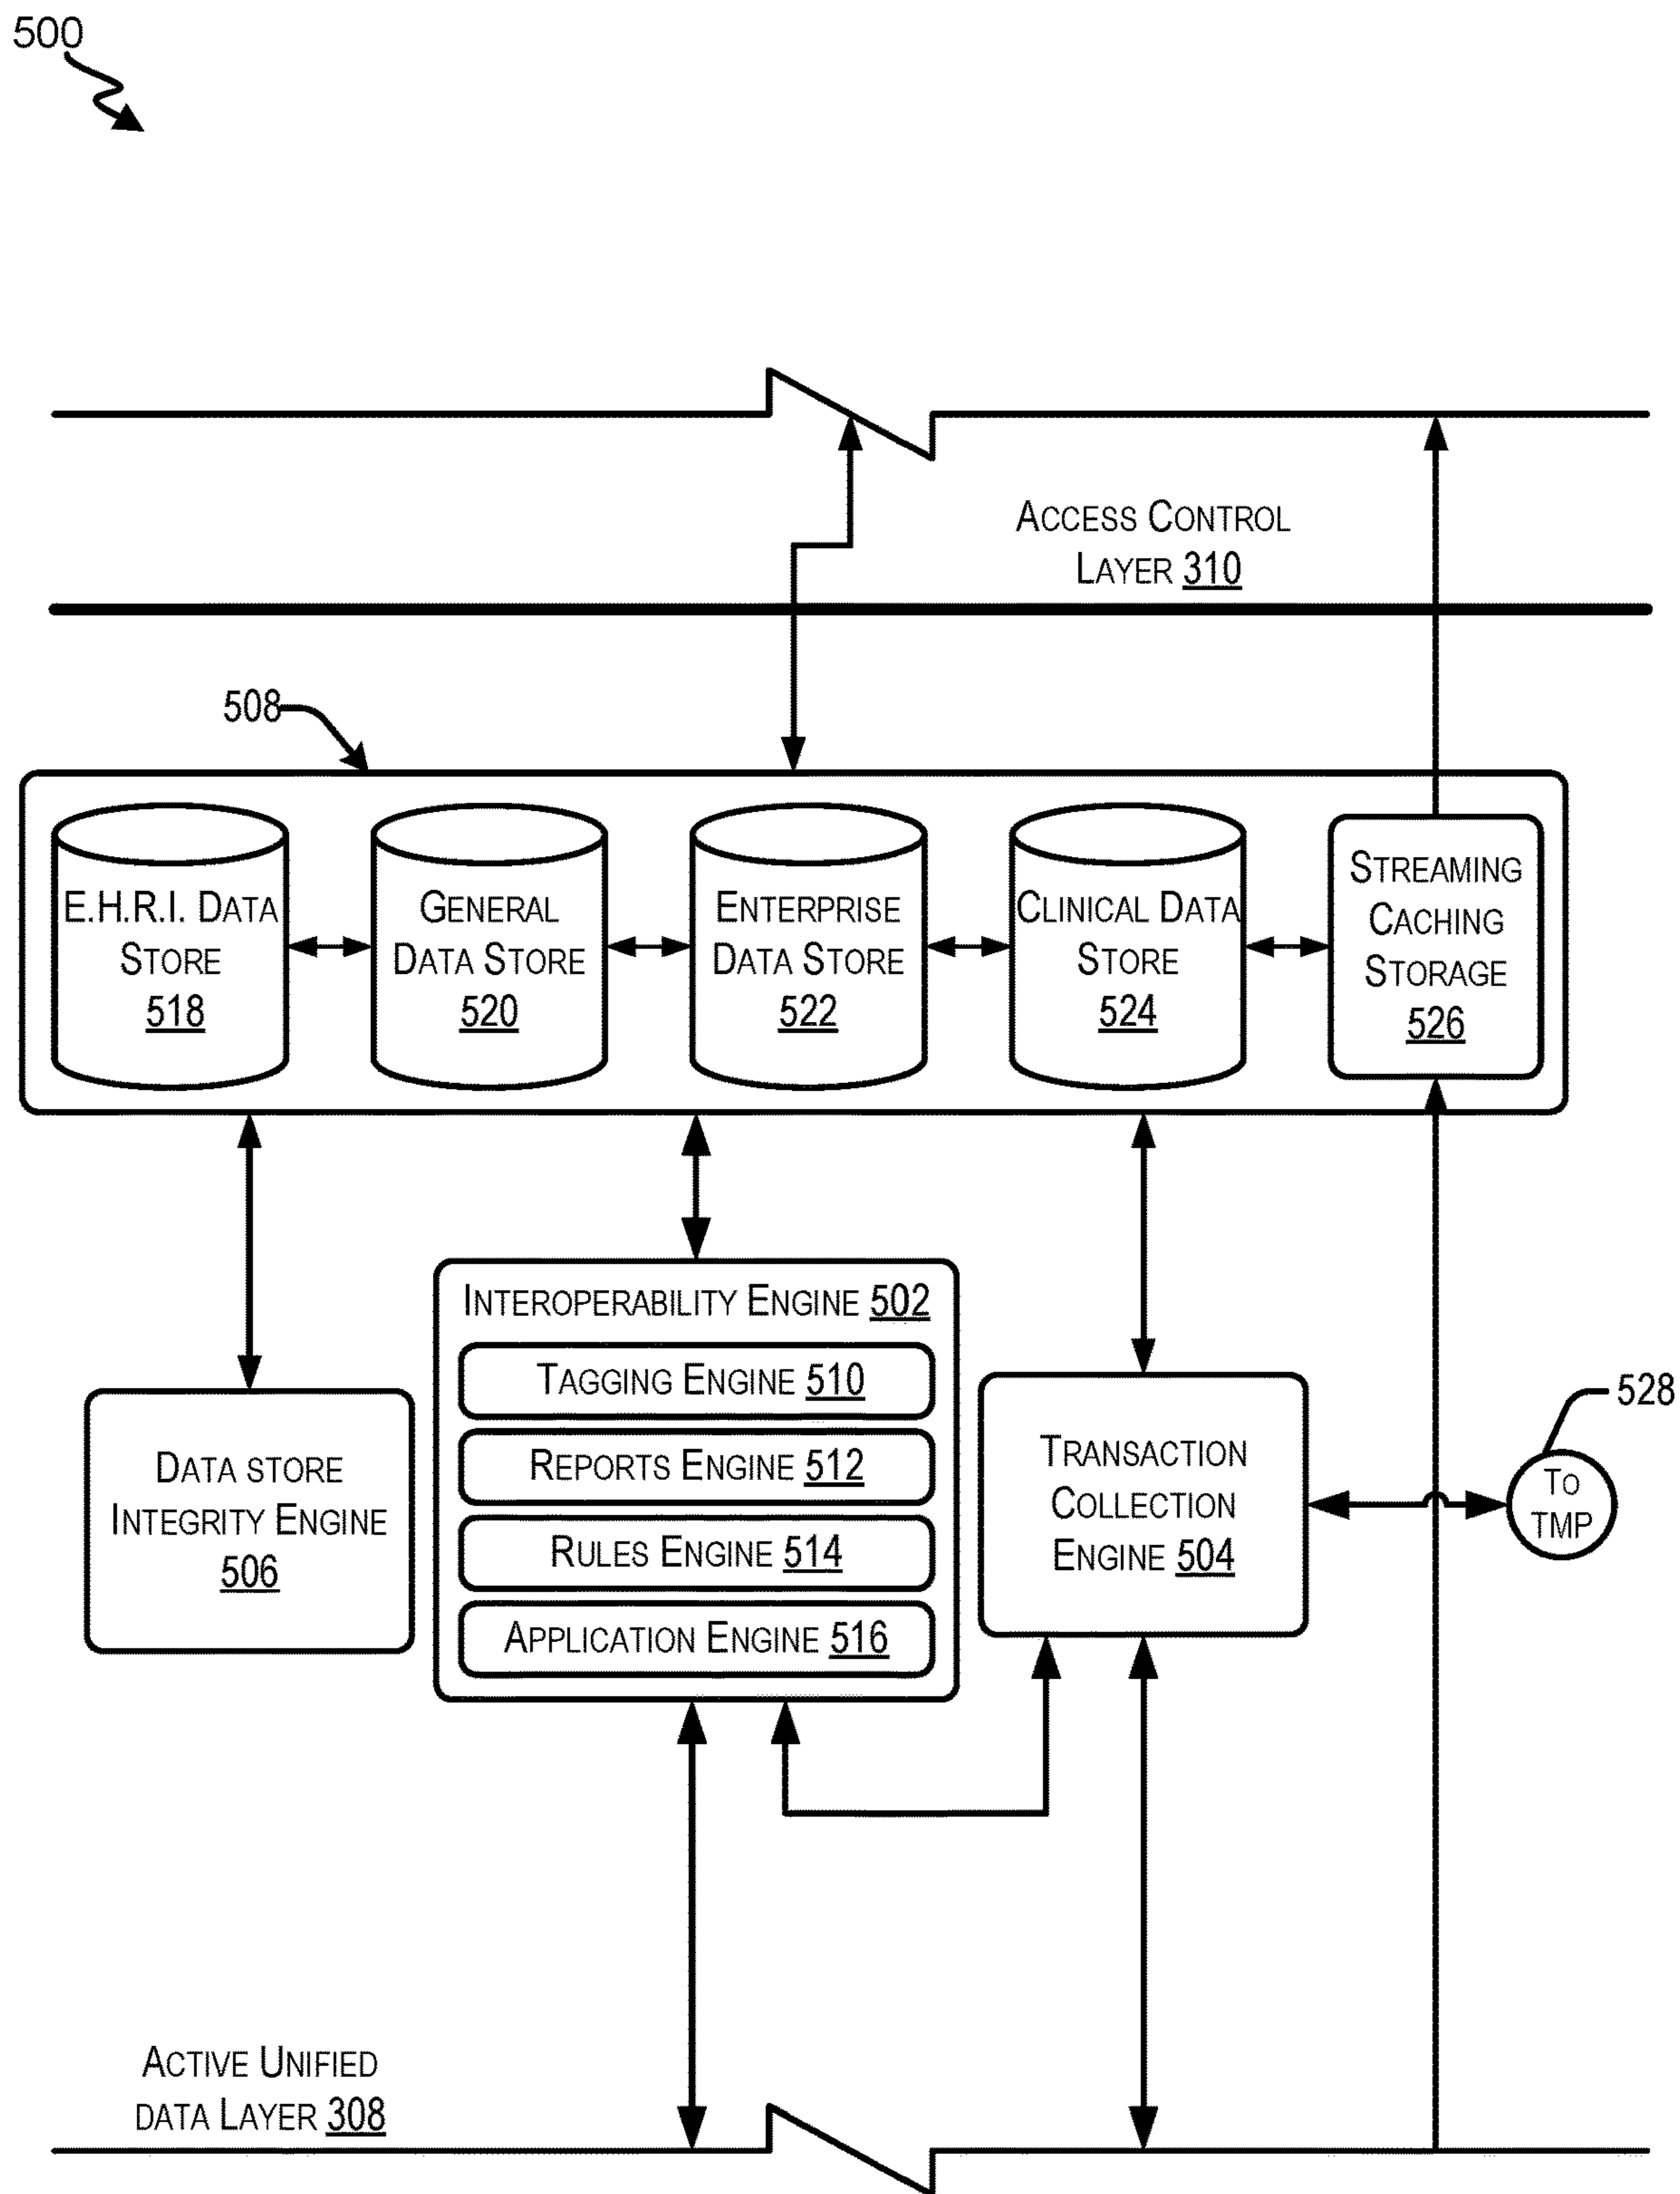 500
ACCESS CONTROL
LAYER 310
508
E.H.R.I. DATA
STORE
518
GENERAL
DATA STORE
520
ENTERPRISE
DATA STORE
522
CLINICAL DATA
STORE
524
STREAMING
CACHING
STORAGE
526
INTEROPERABILITY ENGINE 502
TAGGING ENGINE 510
REPORTS ENGINE 512
RULES ENGINE 514
APPLICATION ENGINE 516
DATA STORE
INTEGRITY ENGINE
506
TRANSACTION
COLLECTION
ENGINE 504
528
TO
TMP
ACTIVE UNIFIED
DATA LAYER 308